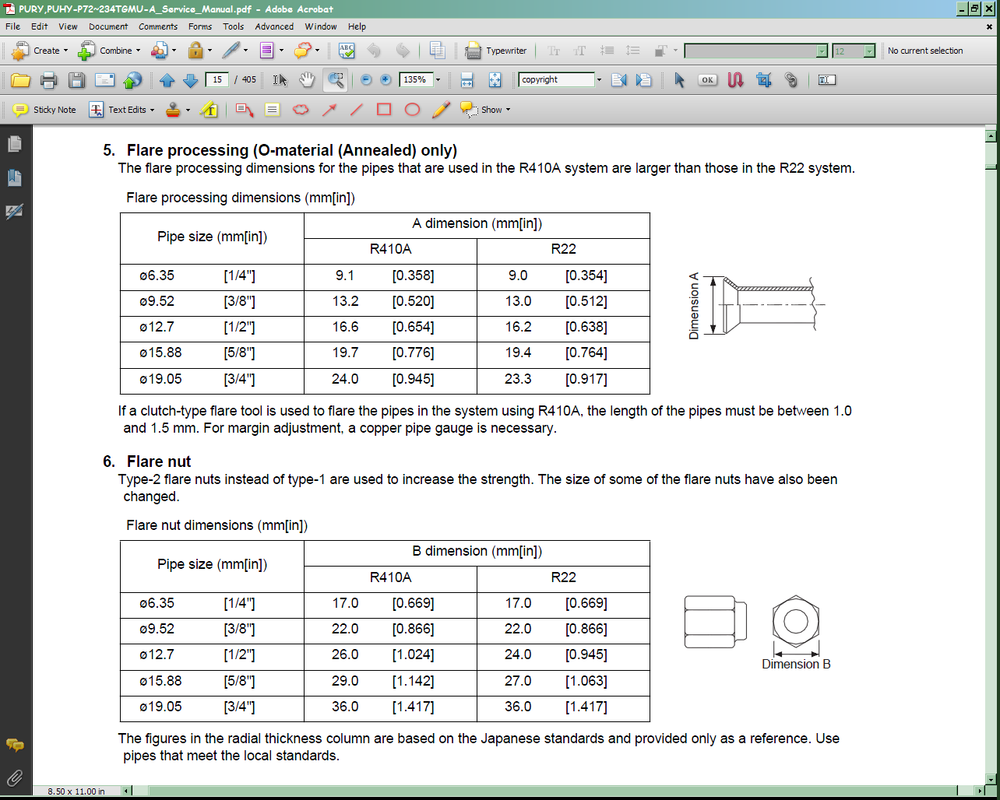 PURY,PUHY-P72~234TGMU-A_Service_Manual.pdf - Adobe Acrobat
File Edit View Document Comments Forms Tools Advanced Window Help
Create Combine ABC Typewriter Tr TT 12 No current selection
15 / 405 135% copyright OK
Sticky Note Text Edits Show
5. Flare processing (O-material (Annealed) only)
The flare processing dimensions for the pipes that are used in the R410A system are larger than those in the R22 system.
Flare processing dimensions (mm[in])
Pipe size (mm[in]) A dimension (mm[in])
R410A R22
ø6.35 [1/4"] 9.1 [0.358] 9.0 [0.354]
ø9.52 [3/8"] 13.2 [0.520] 13.0 [0.512]
ø12.7 [1/2"] 16.6 [0.654] 16.2 [0.638]
ø15.88 [5/8"] 19.7 [0.776] 19.4 [0.764]
ø19.05 [3/4"] 24.0 [0.945] 23.3 [0.917]
Dimension A
If a clutch-type flare tool is used to flare the pipes in the system using R410A, the length of the pipes must be between 1.0
and 1.5 mm. For margin adjustment, a copper pipe gauge is necessary.
6. Flare nut
Type-2 flare nuts instead of type-1 are used to increase the strength. The size of some of the flare nuts have also been
changed.
Flare nut dimensions (mm[in])
Pipe size (mm[in]) B dimension (mm[in])
R410A R22
ø6.35 [1/4"] 17.0 [0.669] 17.0 [0.669]
ø9.52 [3/8"] 22.0 [0.866] 22.0 [0.866]
ø12.7 [1/2"] 26.0 [1.024] 24.0 [0.945]
ø15.88 [5/8"] 29.0 [1.142] 27.0 [1.063]
ø19.05 [3/4"] 36.0 [1.417] 36.0 [1.417]
Dimension B
The figures in the radial thickness column are based on the Japanese standards and provided only as a reference. Use
pipes that meet the local standards.
8.50 x 11.00 in